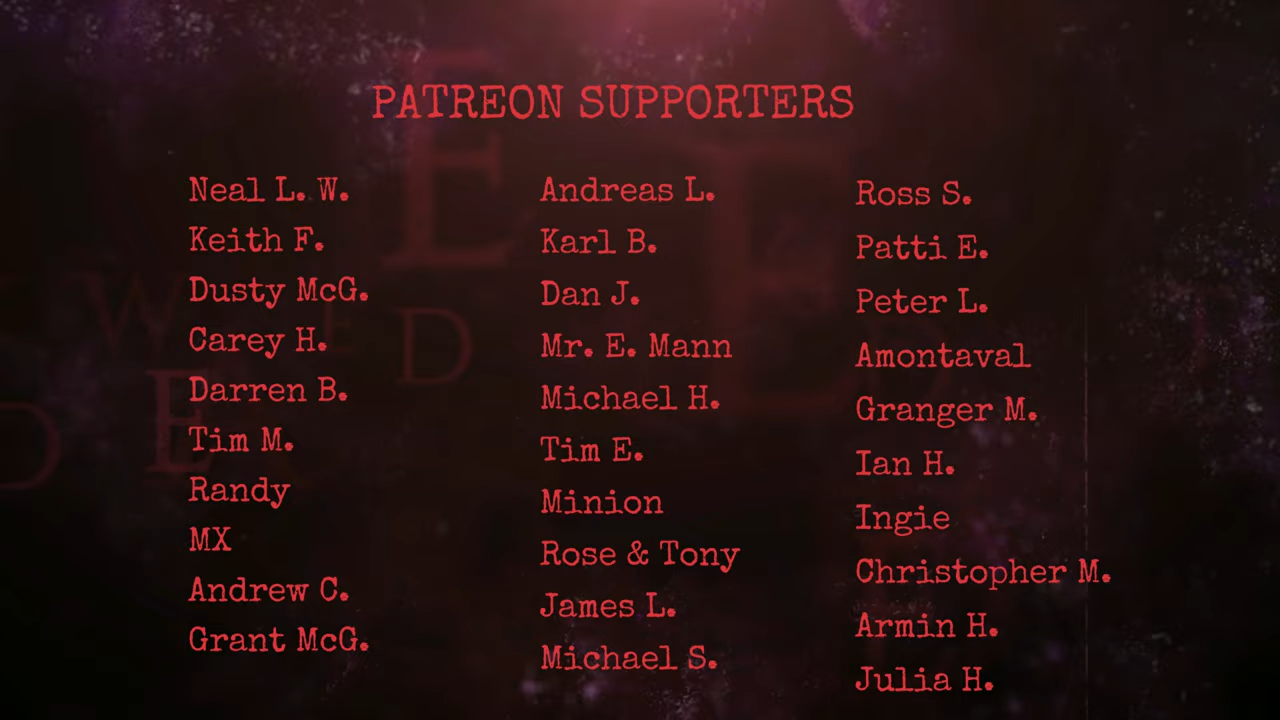 PATREON SUPPORTERS
Neal L. W.
Keith F.
Dusty McG.
Carey H.
Darren B.
Tim M.
Randy
MX
Andrew C.
Grant McG.
Andreas L.
Karl B.
Dan J.
Mr. E. Mann
Michael H.
Tim E.
Minion
Rose & Tony
James L.
Michael S.
Ross S.
Patti E.
Peter L.
Amontaval
Granger M.
Ian H.
Ingie
Christopher M.
Armin H.
Julia H.